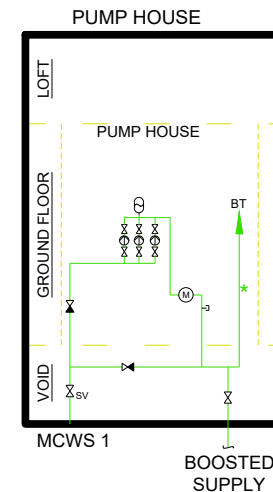 PUMP HOUSE
LOFT
PUMP HOUSE
BT
GROUND FLOOR
M
*
VOID
SV
MCWS 1
BOOSTED
SUPPLY